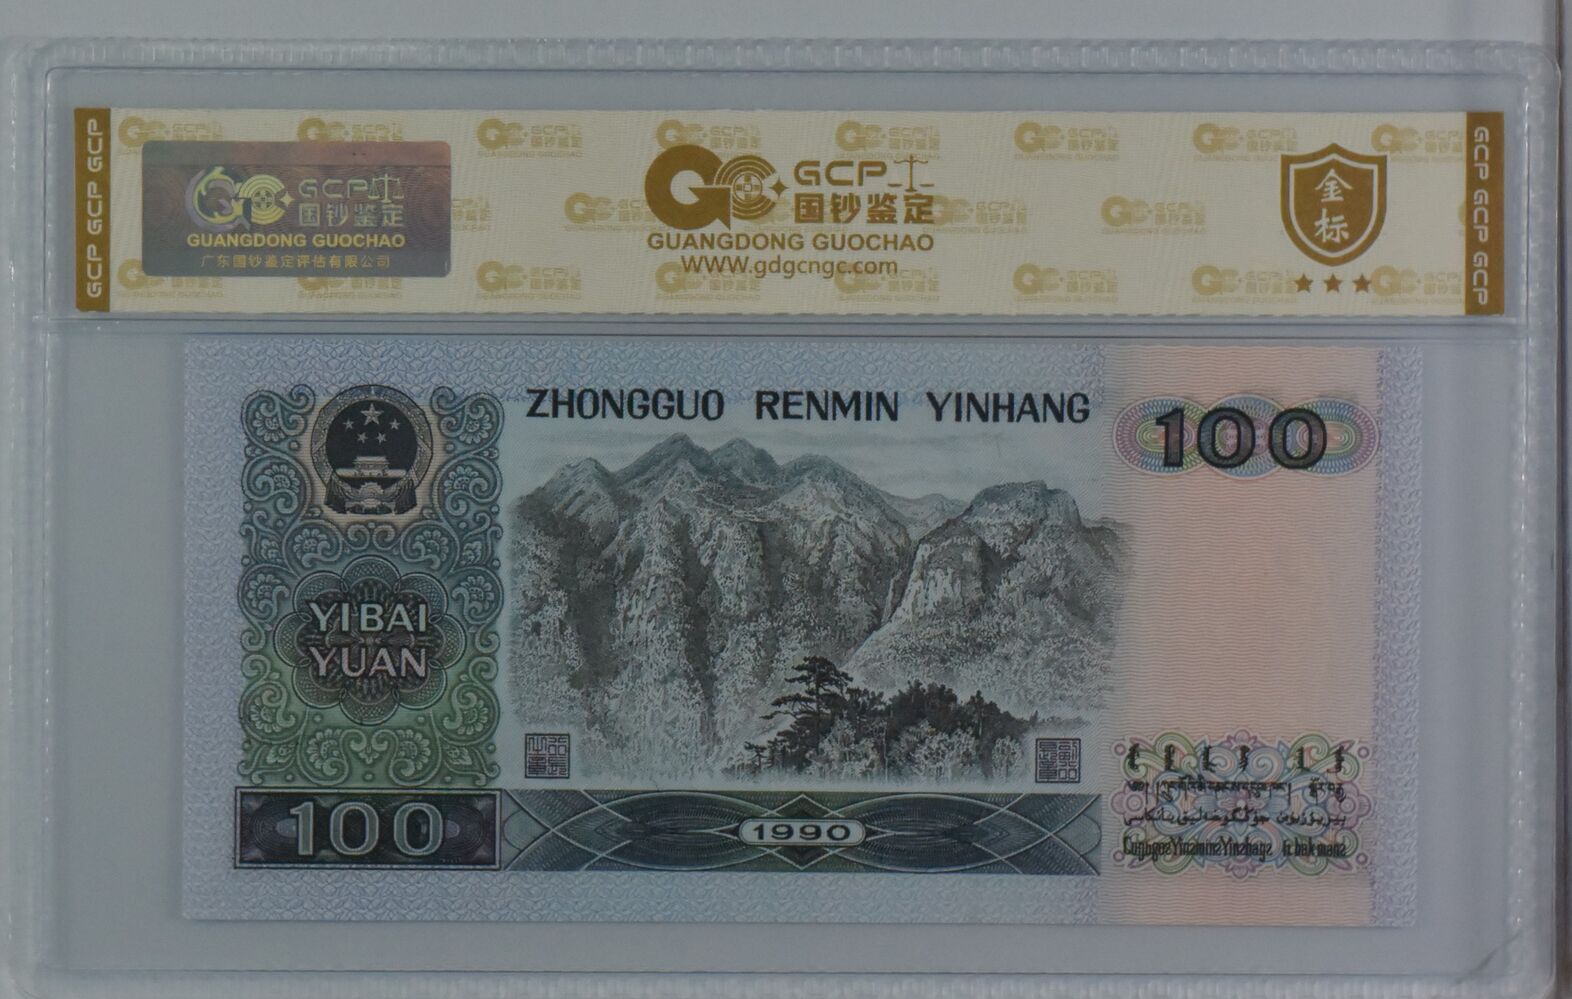 GCP GCP GCP
GCP
国钞鉴定
GUANGDONG GUOCHAO
广东国钞鉴定评估有限公司
GCP
国钞鉴定
GUANGDONG GUOCHAO
WWW.gdgcngc.com
金
标
GCP GCP GCP
ZHONGGUO RENMIN YINHANG
100
YIBAI
YUAN
100
1990